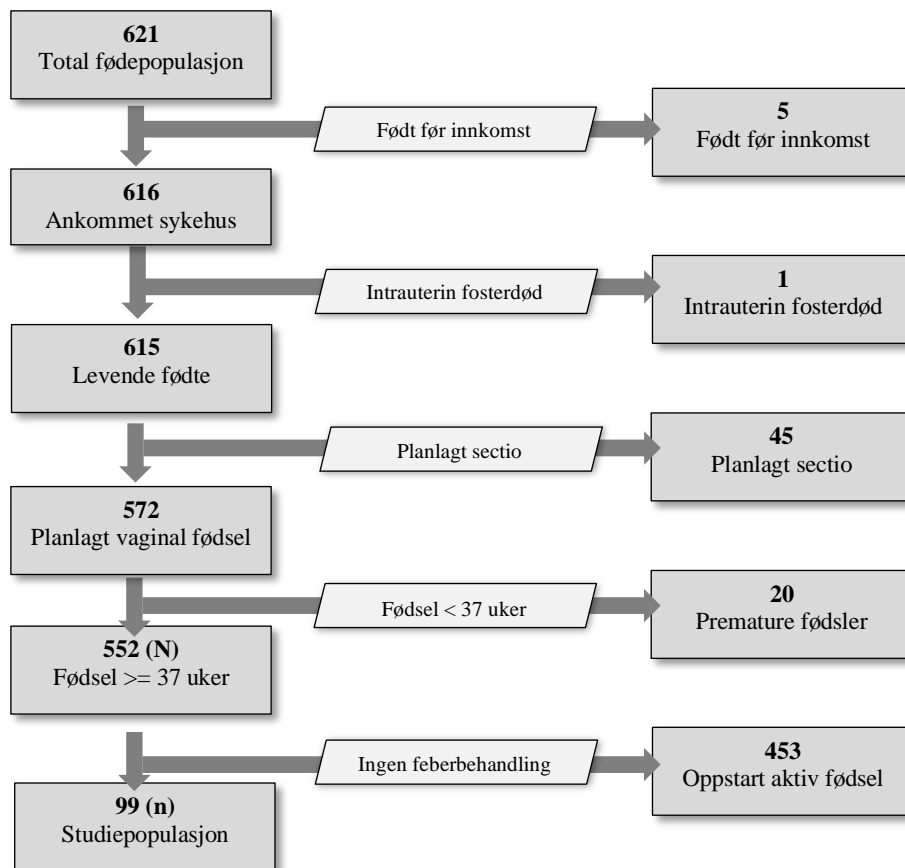 621
Total fødepopulasjon
Født før innkomst
5
Født før innkomst
616
Ankommet sykehus
Intrauterin fosterdød
1
Intrauterin fosterdød
615
Levende fødte
Planlagt sectio
45
Planlagt sectio
572
Planlagt vaginal fødsel
Fødsel < 37 uker
20
Premature fødsler
552 (N)
Fødsel >= 37 uker
Ingen feberbehandling
453
Oppstart aktiv fødsel
99 (n)
Studiepopulasjon